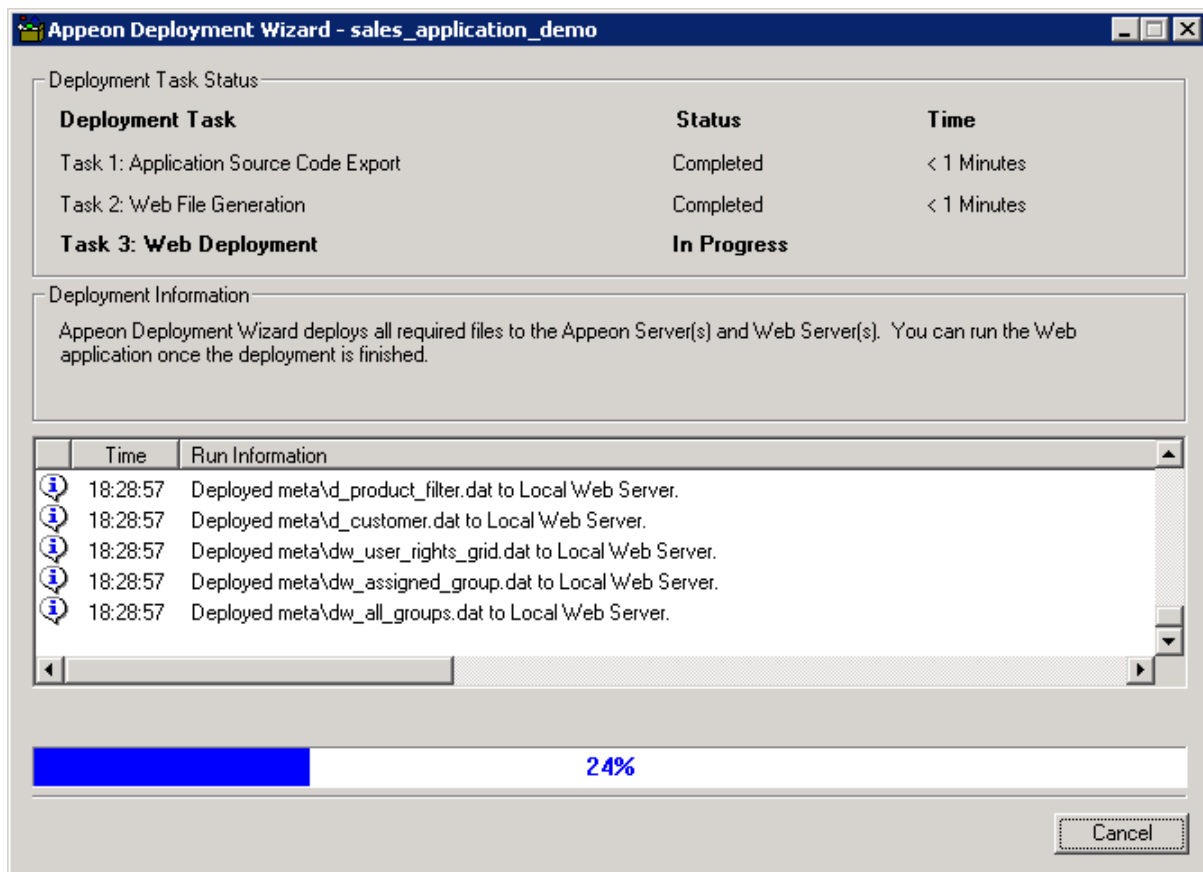 Appeon Deployment Wizard - sales_application_demo
Deployment Task Status
Deployment Task Status Time
Task 1: Application Source Code Export Completed < 1 Minutes
Task 2: Web File Generation Completed < 1 Minutes
Task 3: Web Deployment In Progress
Deployment Information
Appeon Deployment Wizard deploys all required files to the Appeon Server(s) and Web Server(s).  You can run the Web
application once the deployment is finished.
Time Run Information
18:28:57 Deployed meta\d_product_filter.dat to Local Web Server.
18:28:57 Deployed meta\d_customer.dat to Local Web Server.
18:28:57 Deployed meta\dw_user_rights_grid.dat to Local Web Server.
18:28:57 Deployed meta\dw_assigned_group.dat to Local Web Server.
18:28:57 Deployed meta\dw_all_groups.dat to Local Web Server.
24%
Cancel